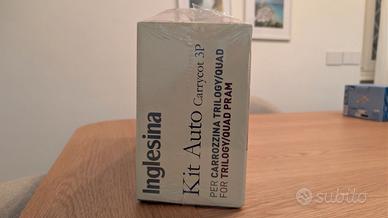 Inglesina
Kit Auto Carrycot 3P
PER CARROZZINA TRILOGY/QUAD
FOR TRILOGY/QUAD PRAM
subito